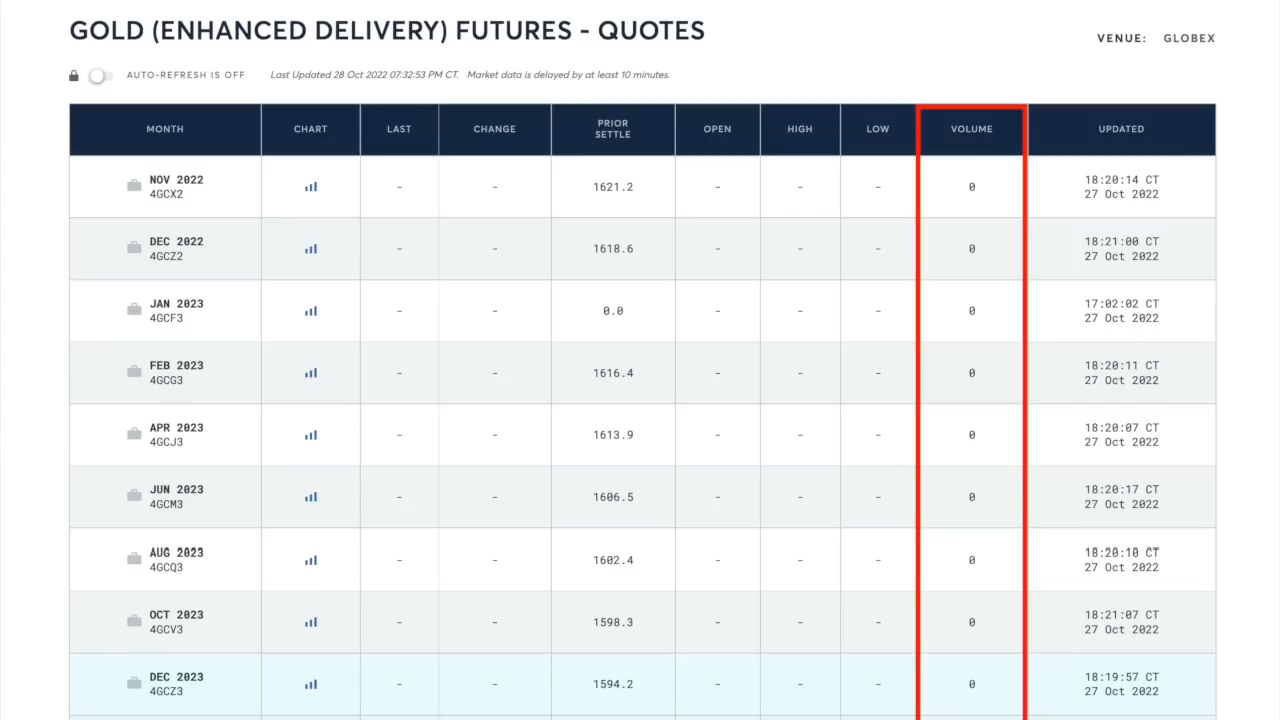 GOLD (ENHANCED DELIVERY) FUTURES - QUOTES
VENUE: GLOBEX
AUTO-REFRESH IS OFF Last Updated 28 Oct 2022 07:32:53 PM CT. Market data is delayed by at least 10 minutes.
MONTH CHART LAST CHANGE PRIOR SETTLE OPEN HIGH LOW VOLUME UPDATED
NOV 2022 - - 1621.2 - - - 0 18:20:14 CT
4GCX2 27 Oct 2022
DEC 2022 - - 1618.6 - - - 0 18:21:00 CT
4GCZ2 27 Oct 2022
JAN 2023 - - 0.0 - - - 0 17:02:02 CT
4GCF3 27 Oct 2022
FEB 2023 - - 1616.4 - - - 0 18:20:11 CT
4GCG3 27 Oct 2022
APR 2023 - - 1613.9 - - - 0 18:20:07 CT
4GCJ3 27 Oct 2022
JUN 2023 - - 1606.5 - - - 0 18:20:17 CT
4GCM3 27 Oct 2022
AUG 2023 - - 1602.4 - - - 0 18:20:10 CT
4GCQ3 27 Oct 2022
OCT 2023 - - 1598.3 - - - 0 18:21:07 CT
4GCV3 27 Oct 2022
DEC 2023 - - 1594.2 - - - 0 18:19:57 CT
4GCZ3 27 Oct 2022